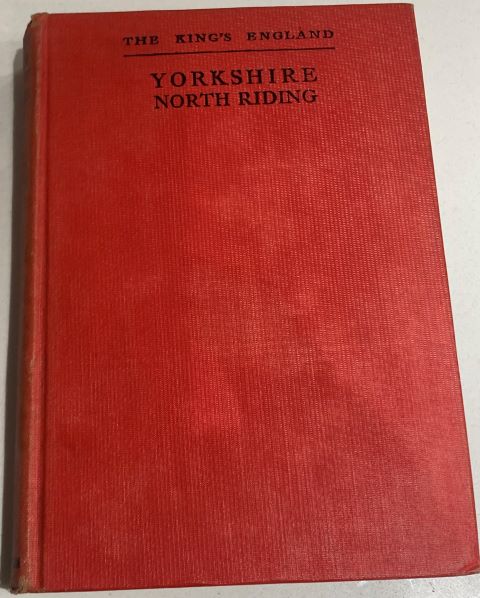 THE KING'S ENGLAND
YORKSHIRE
NORTH RIDING